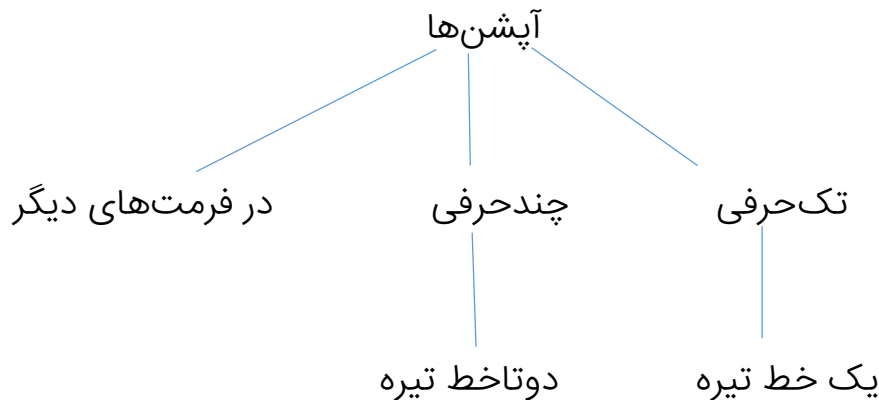 آپشن‌ها
تک‌حرفی
چندحرفی
در فرمت‌های دیگر
یک خط تیره
دوتاخط تیره